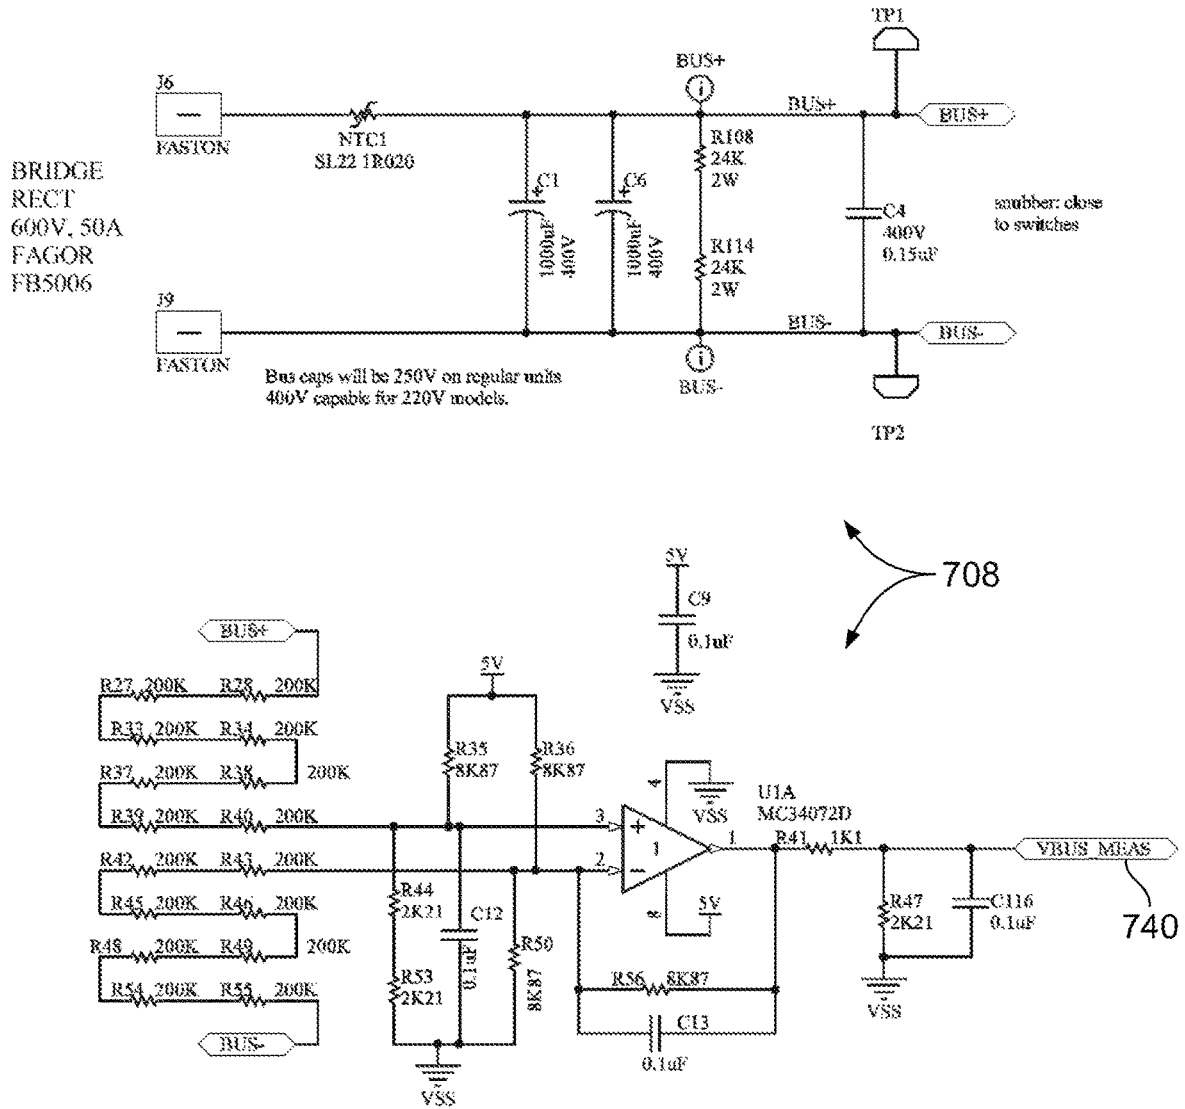 TP1
J6
FASTON
NTC1
SL22 1R020
BUS+
i
BUS+
BUS+
BRIDGE
RECT
600V, 50A
FAGOR
FB5006
C1
1000uF
400V
C6
1000uF
400V
R108
24K
2W
R114
24K
2W
C4
400V
0.15uF
snubber: close
to switches
J9
FASTON
BUS-
BUS-
i
BUS-
TP2
Bus caps will be 250V on regular units
400V capable for 220V models.
708
5V
C9
0.1uF
VSS
BUS+
R27 200K R28 200K
R33 200K R34 200K
R37 200K R38 200K
R39 200K R40 200K
R42 200K R43 200K
R45 200K R46 200K
R48 200K R49 200K
R54 200K R55 200K
BUS-
5V
R35
8K87
R36
8K87
R44
2K21
R53
2K21
C12
0.1uF
R50
8K87
VSS
3
2
+
-
1
4
VSS
8
5V
U1A
MC34072D
1
R41 1K1
R56 8K87
C13
0.1uF
R47
2K21
C116
0.1uF
VSS
VBUS_MEAS
740